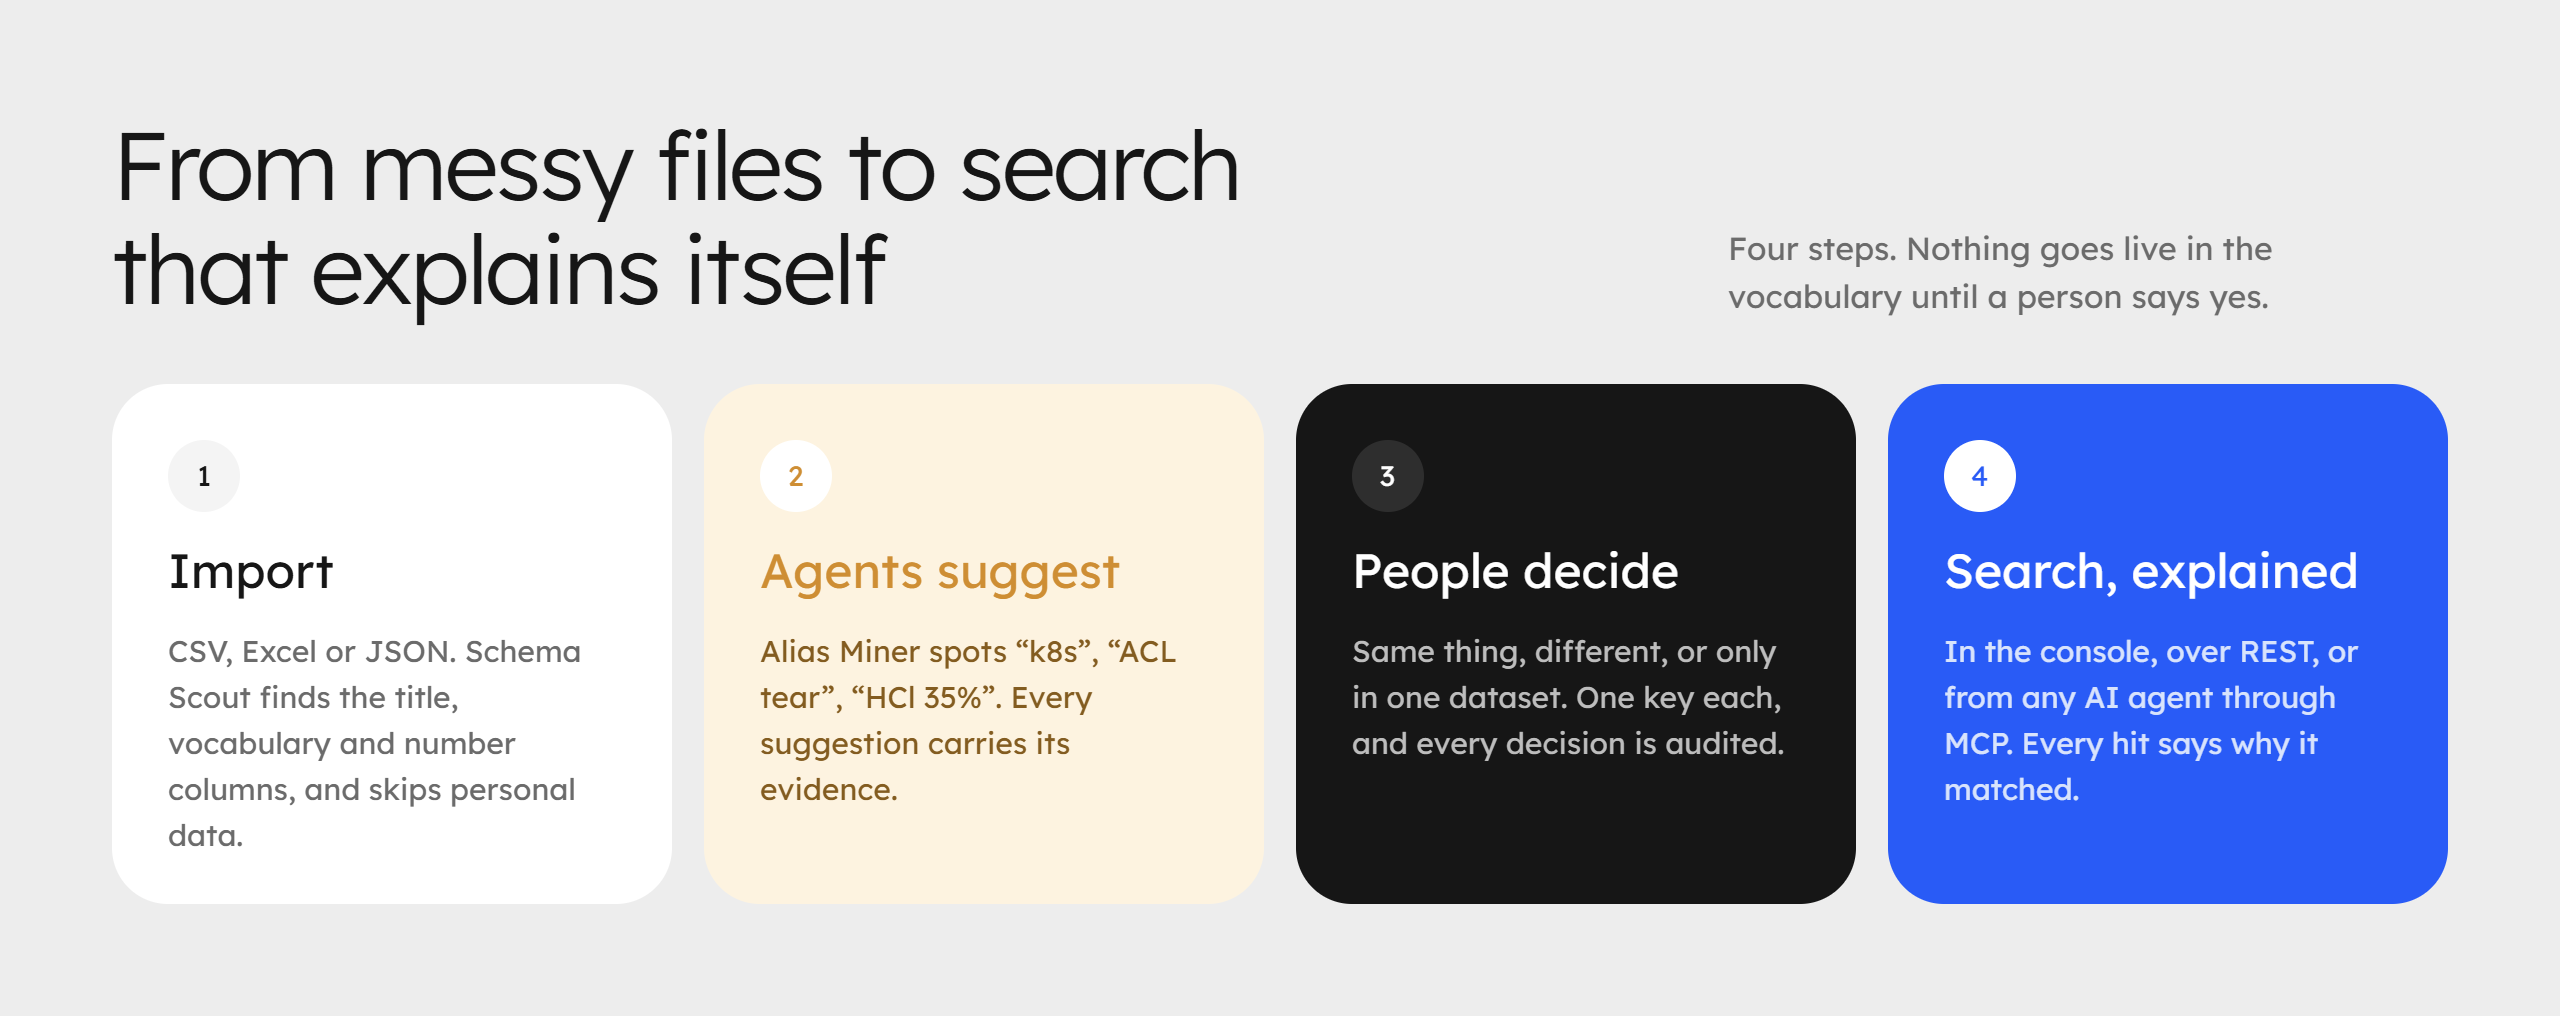 From messy files to search
that explains itself
Four steps. Nothing goes live in the
vocabulary until a person says yes.
1
Import
CSV, Excel or JSON. Schema
Scout finds the title,
vocabulary and number
columns, and skips personal
data.
2
Agents suggest
Alias Miner spots “k8s”, “ACL
tear”, “HCl 35%”. Every
suggestion carries its
evidence.
3
People decide
Same thing, different, or only
in one dataset. One key each,
and every decision is audited.
4
Search, explained
In the console, over REST, or
from any AI agent through
MCP. Every hit says why it
matched.